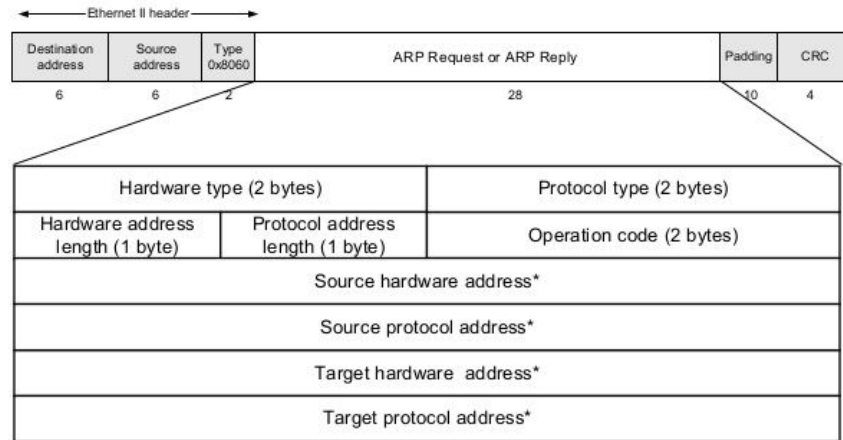 Ethernet II header
Destination address
Source address
Type 0x8060
ARP Request or ARP Reply
Padding
CRC
6
6
2
28
10
4
Hardware type (2 bytes)
Protocol type (2 bytes)
Hardware address length (1 byte)
Protocol address length (1 byte)
Operation code (2 bytes)
Source hardware address*
Source protocol address*
Target hardware address*
Target protocol address*